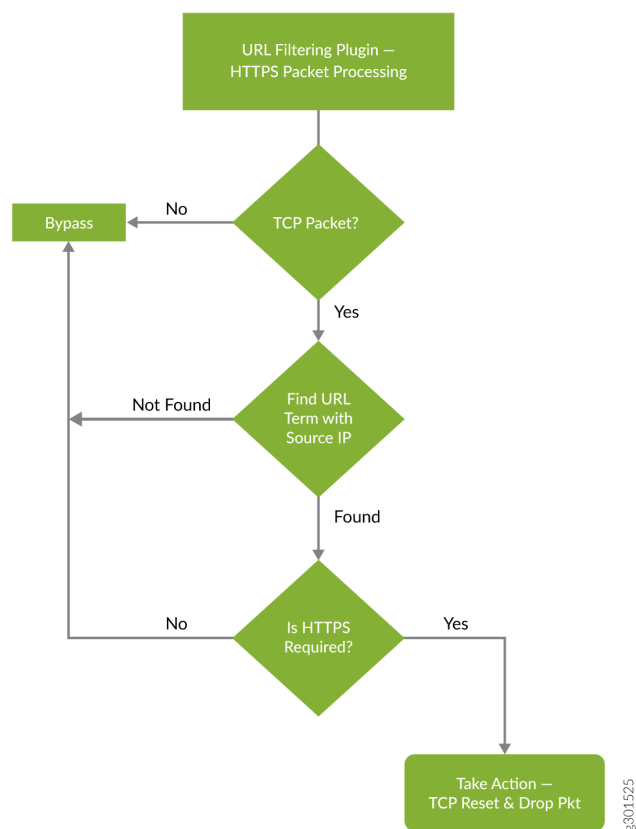 URL Filtering Plugin —
HTTPS Packet Processing
No
Bypass
TCP Packet?
Yes
Not Found
Find URL
Term with
Source IP
Found
No
Is HTTPS
Required?
Yes
Take Action —
TCP Reset & Drop Pkt
g301525